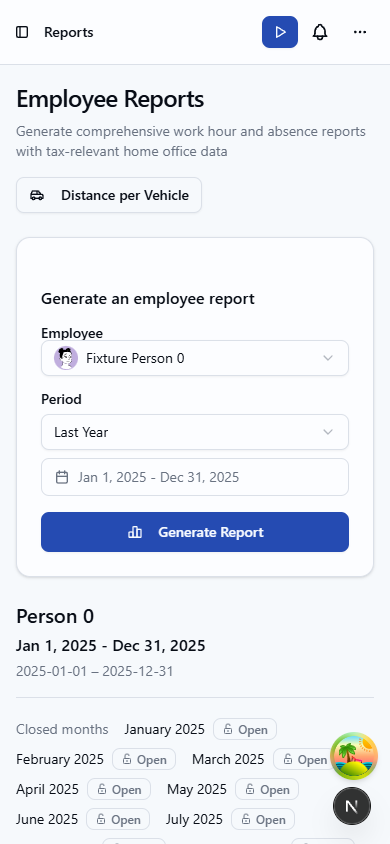 Reports
Employee Reports
Generate comprehensive work hour and absence reports
with tax-relevant home office data
Distance per Vehicle
Generate an employee report
Employee
Fixture Person 0
Period
Last Year
Jan 1, 2025 - Dec 31, 2025
Generate Report
Person 0
Jan 1, 2025 - Dec 31, 2025
2025-01-01 – 2025-12-31
Closed months January 2025 Open
February 2025 Open March 2025 Open
April 2025 Open May 2025 Open
N
June 2025 Open July 2025 Open